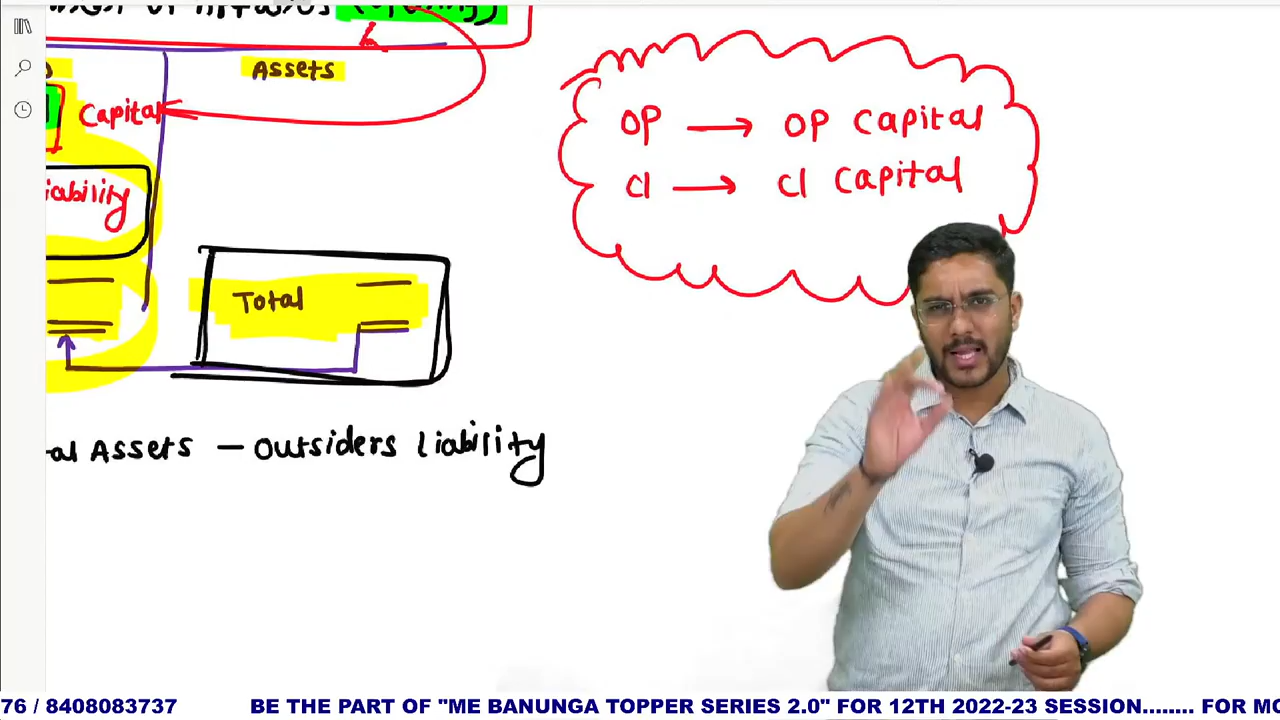 Assets
Capital
OP → OP Capital
Cl → Cl Capital
iability
Total
al Assets — Outsiders liability
76 / 8408083737 BE THE PART OF "ME BANUNGA TOPPER SERIES 2.0" FOR 12TH 2022-23 SESSION........ FOR MO